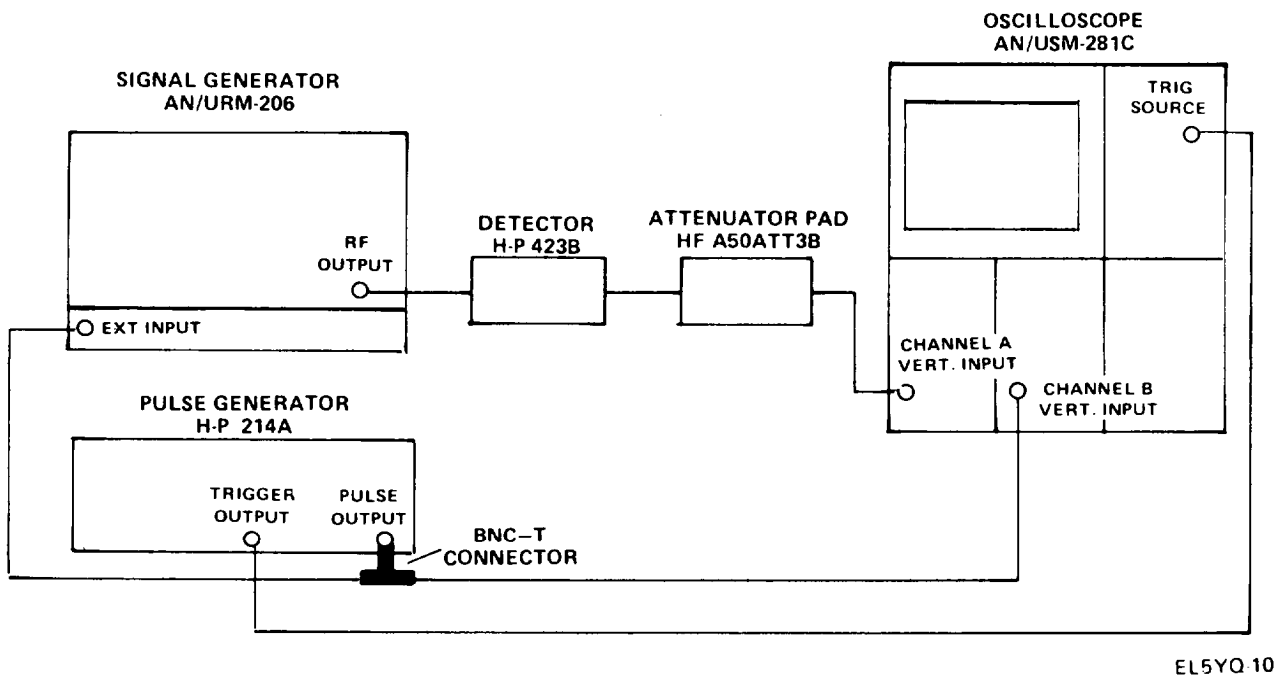 OSCILLOSCOPE
AN/USM-281C
SIGNAL GENERATOR
AN/URM-206
TRIG
SOURCE
RF
OUTPUT
DETECTOR
H-P 423B
ATTENUATOR PAD
HF A50ATT3B
EXT INPUT
CHANNEL A
VERT. INPUT
CHANNEL B
VERT. INPUT
PULSE GENERATOR
H-P 214A
TRIGGER
OUTPUT
PULSE
OUTPUT
BNC–T
CONNECTOR
EL5YQ-10